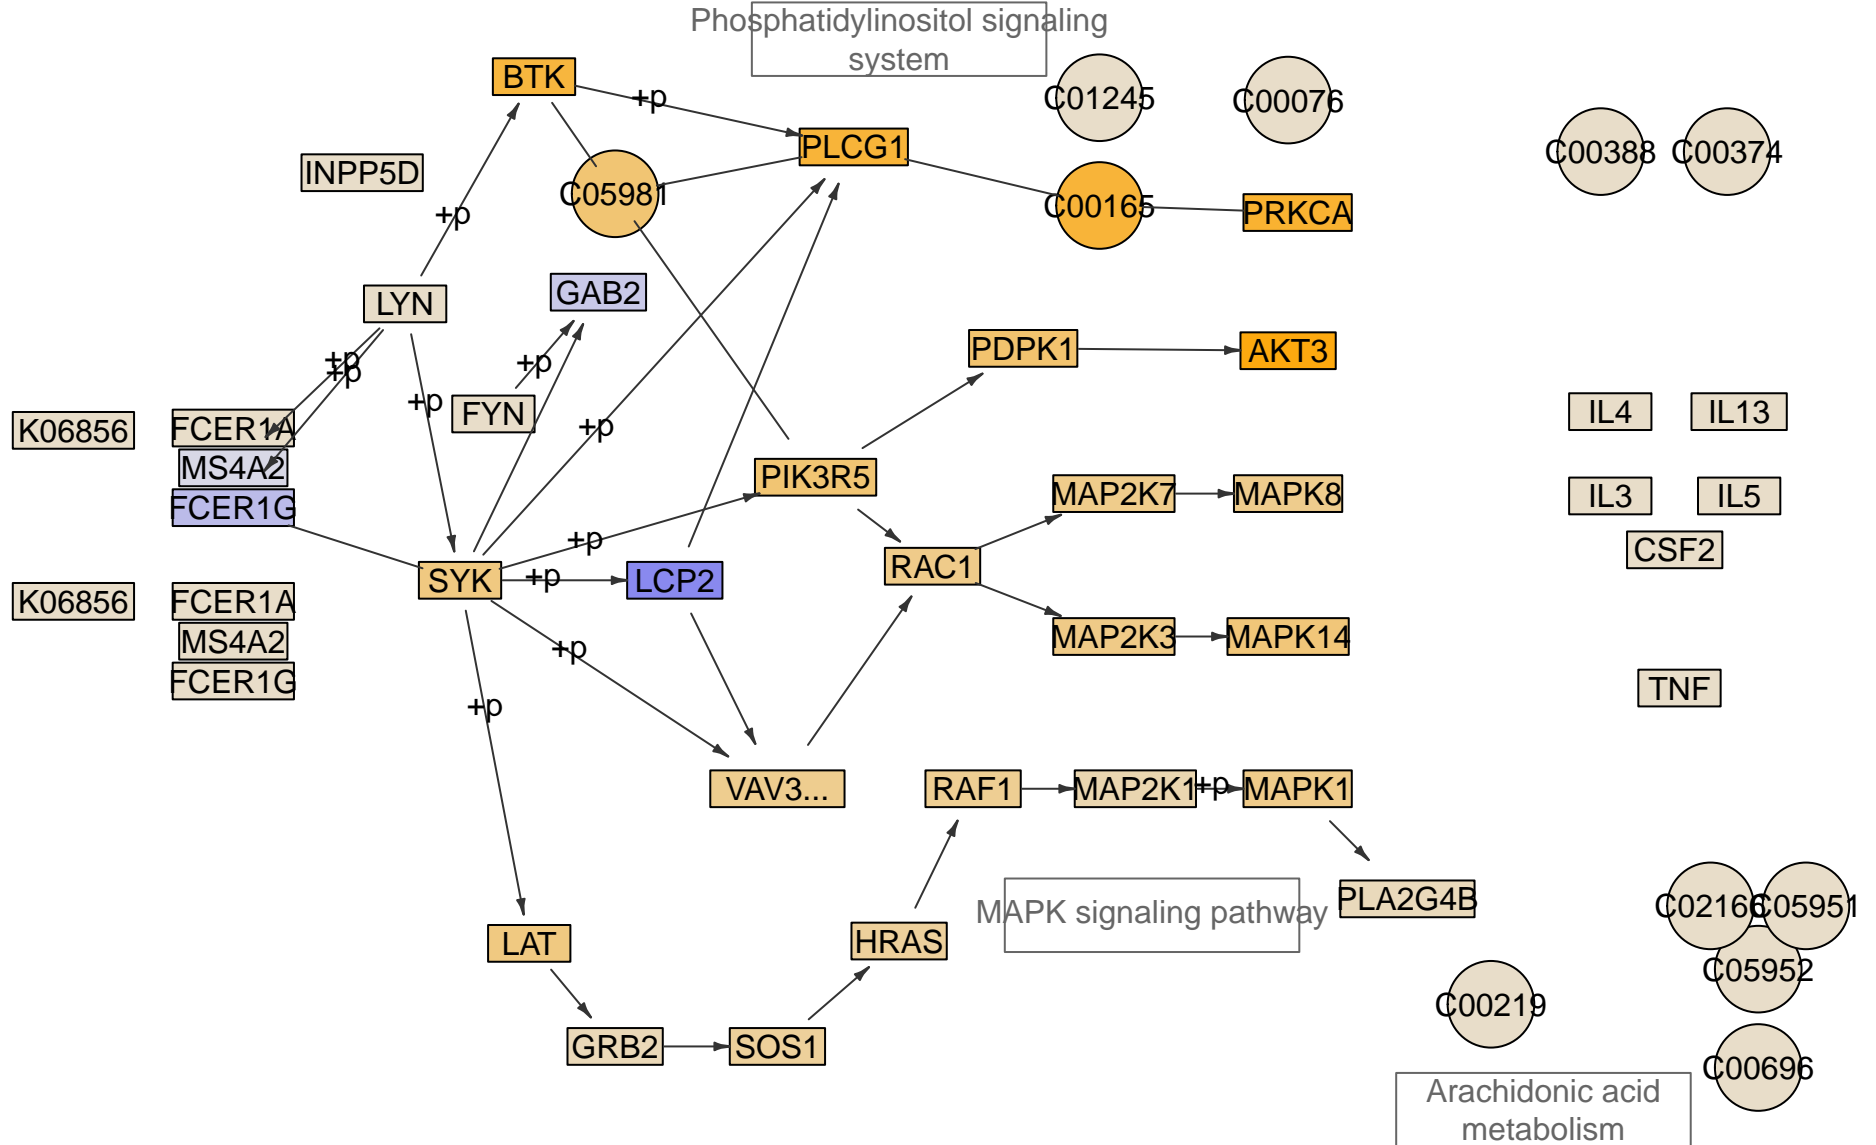 Phosphatidylinositol signaling
system
BTK
+p
C01245
C00076
PLCG1
C00388
C00374
INPP5D
C05981
C00165
PRKCA
+p
LYN
GAB2
PDPK1
AKT3
+p
+p
+p
+p
FYN
+p
IL4
IL13
K06856
FCER1A
MS4A2
FCER1G
PIK3R5
MAP2K7
MAPK8
IL3
IL5
+p
CSF2
SYK
+p
LCP2
RAC1
K06856
FCER1A
MS4A2
FCER1G
+p
MAP2K3
MAPK14
TNF
+p
VAV3...
RAF1
MAP2K1
+p
MAPK1
MAPK signaling pathway
PLA2G4B
C02166
C05951
C05952
LAT
HRAS
C00219
GRB2
SOS1
C00696
Arachidonic acid
metabolism